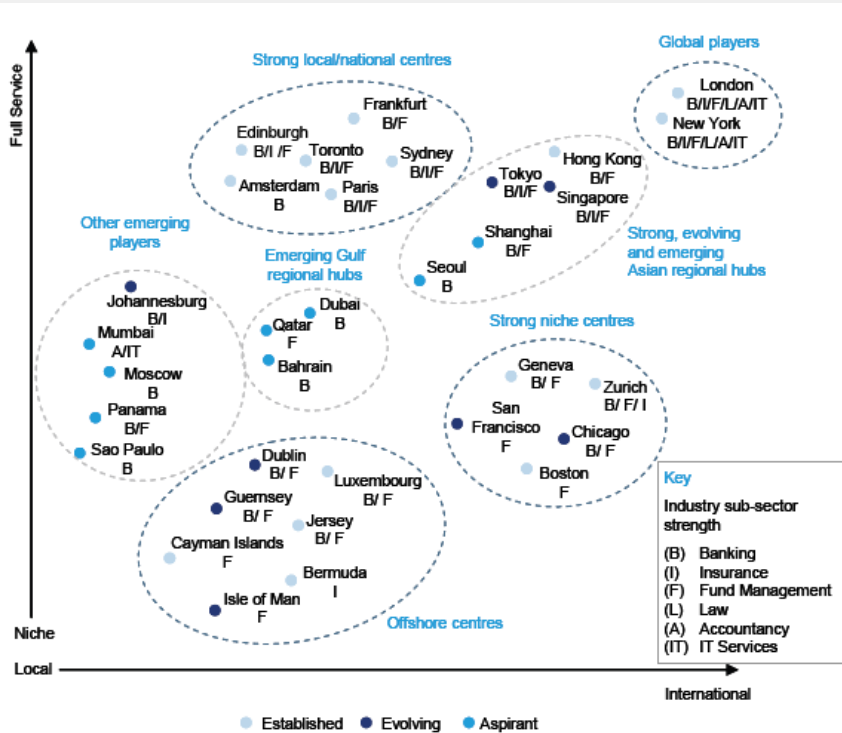 Full Service
Global players
London
B/I/F/L/A/IT
New York
B/I/F/L/A/IT
Strong local/national centres
Frankfurt
B/F
Edinburgh
B/I /F
Toronto
B/I/F
Sydney
B/I/F
Amsterdam
B
Paris
B/I/F
Hong Kong
B/F
Tokyo
B/I/F
Singapore
B/I/F
Shanghai
B/F
Seoul
B
Strong, evolving
and emerging
Asian regional hubs
Other emerging
players
Johannesburg
B/I
Mumbai
A/IT
Moscow
B
Panama
B/F
Sao Paulo
B
Emerging Gulf
regional hubs
Dubai
B
Qatar
F
Bahrain
B
Strong niche centres
Geneva
B/ F
Zurich
B/ F/ I
San
Francisco
F
Chicago
B/ F
Boston
F
Dublin
B/ F
Luxembourg
B/ F
Guernsey
B/ F
Jersey
B/ F
Cayman Islands
F
Bermuda
I
Isle of Man
F
Offshore centres
Key
Industry sub-sector
strength
(B) Banking
(I) Insurance
(F) Fund Management
(L) Law
(A) Accountancy
(IT) IT Services
Niche
Local
International
Established
Evolving
Aspirant